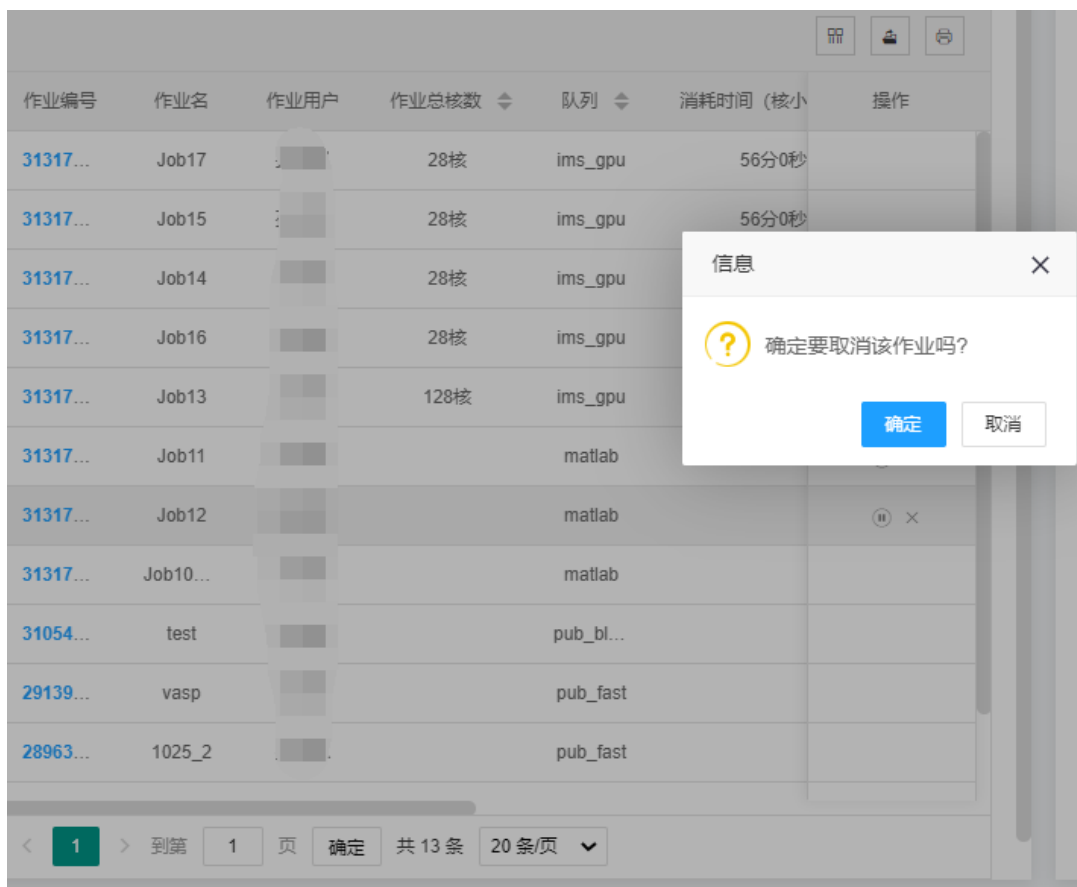 作业编号 作业名 作业用户 作业总核数 队列 消耗时间（核小 操作
31317... Job17 28核 ims_gpu 56分0秒
31317... Job15 28核 ims_gpu 56分0秒
31317... Job14 28核 ims_gpu
31317... Job16 28核 ims_gpu
31317... Job13 128核 ims_gpu
31317... Job11 matlab
31317... Job12 matlab
31317... Job10... matlab
31054... test pub_bl...
29139... vasp pub_fast
28963... 1025_2 pub_fast
信息
确定要取消该作业吗?
确定 取消
1 到第 1 页 确定 共 13 条 20 条/页